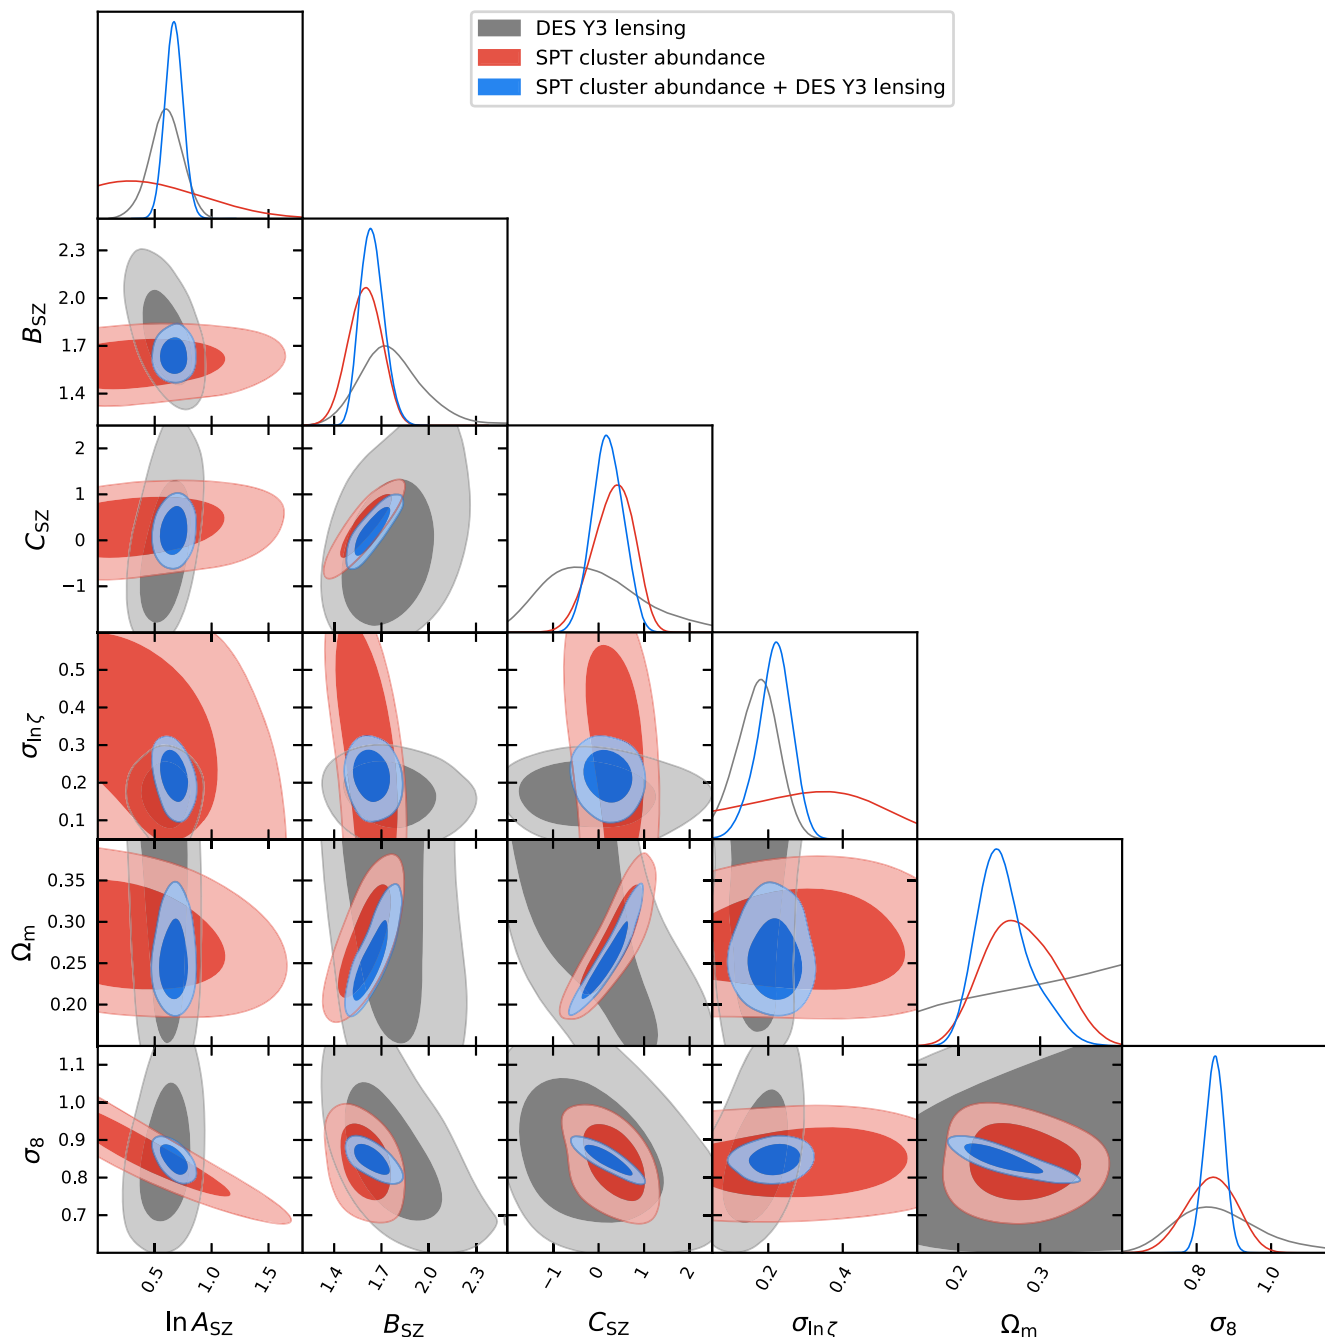 DES Y3 lensing
SPT cluster abundance
SPT cluster abundance + DES Y3 lensing
2.3
2.0
1.7
1.4
B_SZ
2
1
0
−1
C_SZ
0.5
0.4
0.3
0.2
0.1
σ_ln ζ
0.35
0.30
0.25
0.20
Ω_m
1.1
1.0
0.9
0.8
0.7
σ_8
0.5 1.0 1.5 1.4 1.7 2.0 2.3 −1 0 1 2 0.2 0.4 0.2 0.3 0.8 1.0
ln A_SZ B_SZ C_SZ σ_ln ζ Ω_m σ_8